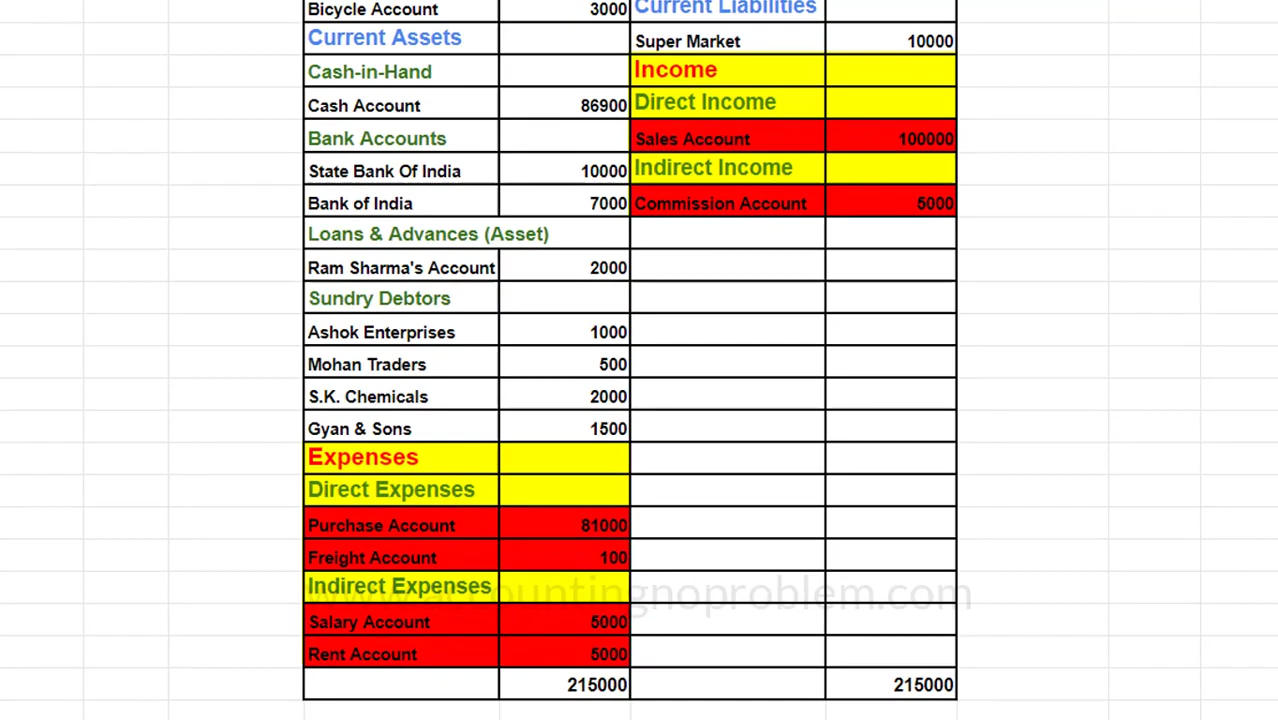 Bicycle Account 3000 Current Liabilities
Current Assets
Super Market 10000
Cash-in-Hand Income
Cash Account 86900 Direct Income
Bank Accounts Sales Account 100000
State Bank Of India 10000 Indirect Income
Bank of India 7000 Commission Account 5000
Loans & Advances (Asset)
Ram Sharma's Account 2000
Sundry Debtors
Ashok Enterprises 1000
Mohan Traders 500
S.K. Chemicals 2000
Gyan & Sons 1500
Expenses
Direct Expenses
Purchase Account 81000
Freight Account 100
Indirect Expenses
www.accountingnoproblem.com
Salary Account 5000
Rent Account 5000
215000 215000